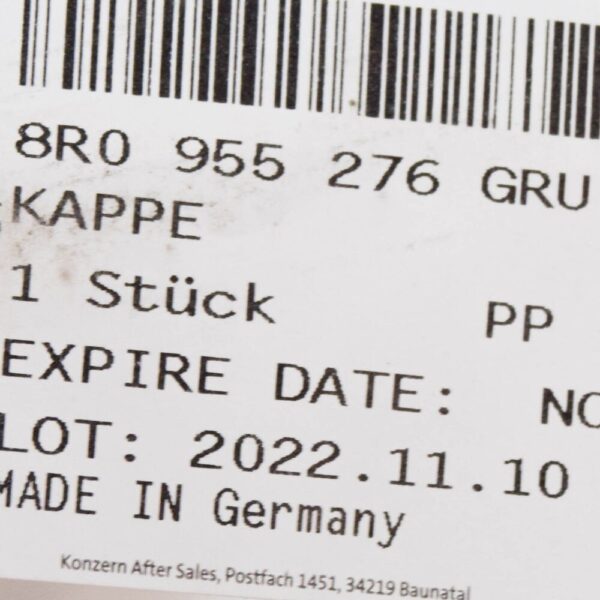 8R0 955 276 GRU
KAPPE
1 Stück PP
EXPIRE DATE:
LOT: 2022.11.10
MADE IN Germany
Konzern After Sales, Postfach 1451, 34219 Baunatal